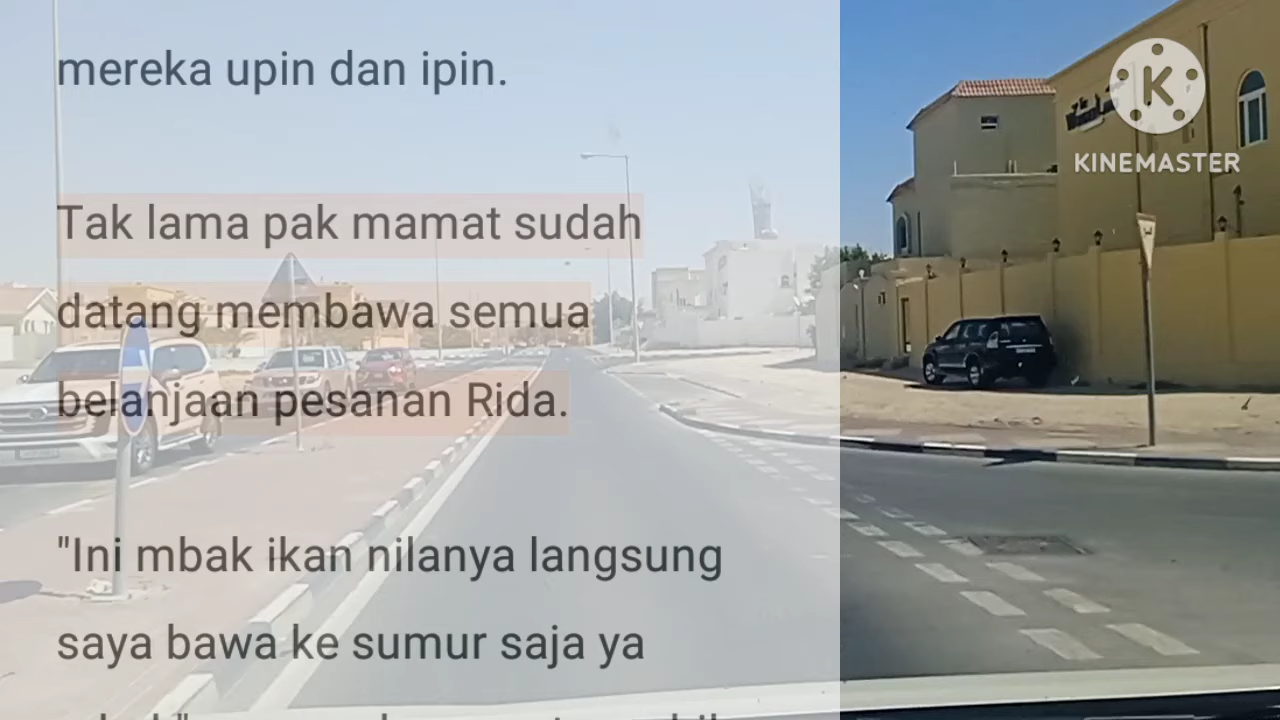 mereka upin dan ipin.
Tak lama pak mamat sudah
datang membawa semua
belanjaan pesanan Rida.
"Ini mbak ikan nilanya langsung
saya bawa ke sumur saja ya
K
KINEMASTER